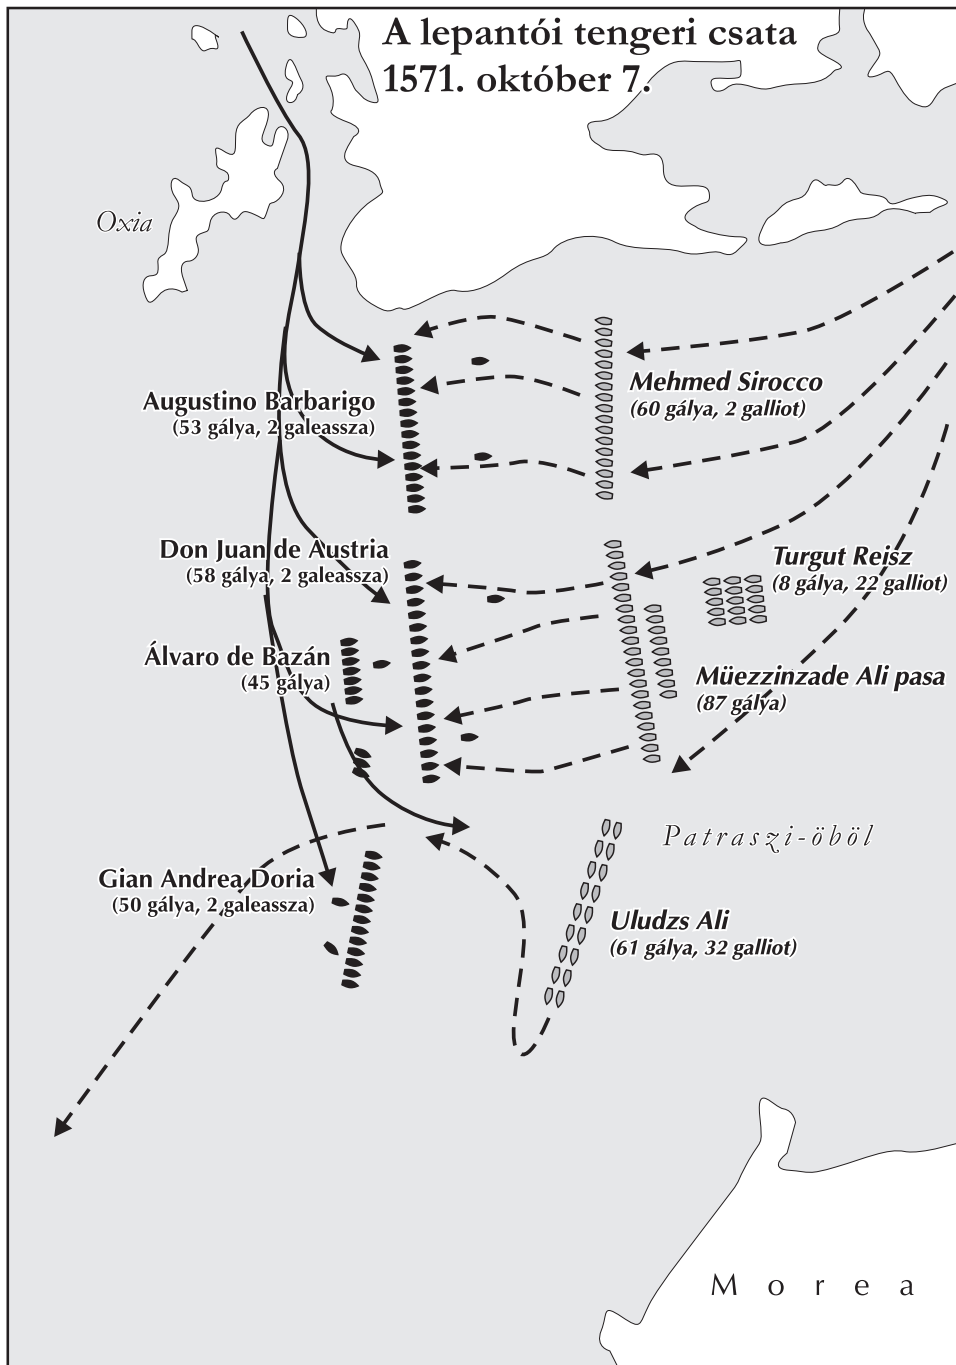 A lepantói tengeri csata
1571. október 7.
Oxia
Mehmed Sirocco
(60 gálya, 2 galliot)
Augustino Barbarigo
(53 gálya, 2 galeassza)
Don Juan de Austria
(58 gálya, 2 galeassza)
Turgut Reisz
(8 gálya, 22 galliot)
Álvaro de Bazán
(45 gálya)
Müezzinzade Ali pasa
(87 gálya)
Patraszi-öböl
Gian Andrea Doria
(50 gálya, 2 galeassza)
Uludzs Ali
(61 gálya, 32 galliot)
Morea